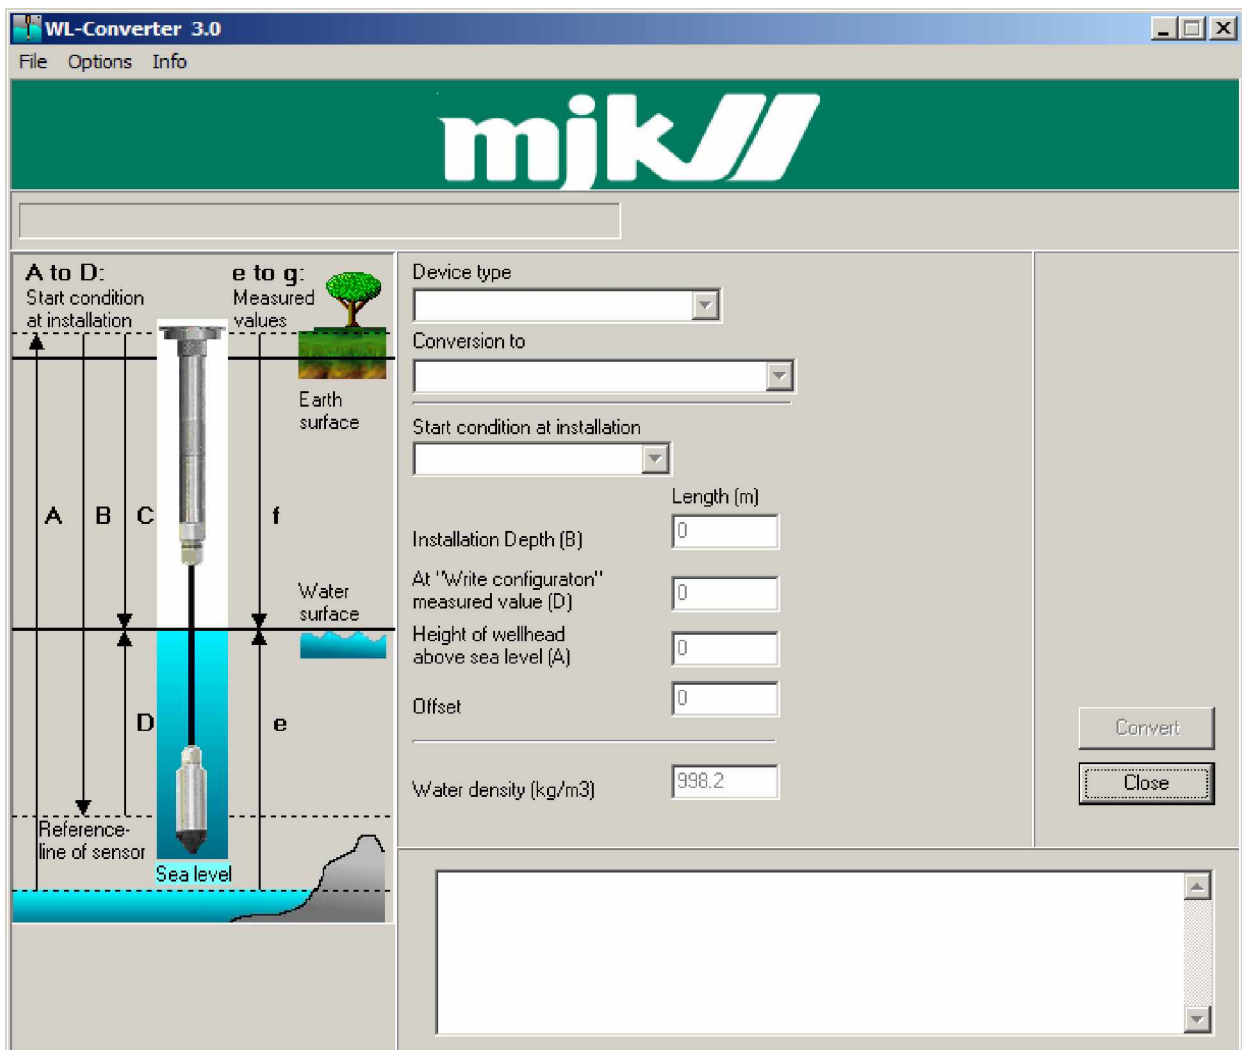 WL-Converter 3.0
File Options Info
mjk
A to D:
Start condition
at installation
e to g:
Measured
values
Earth
surface
A B C f
Water
surface
D e
Reference-
line of sensor
Sea level
Device type
Conversion to
Start condition at installation
Length (m)
Installation Depth (B) 0
At "Write configuraton"
measured value (D) 0
Height of wellhead
above sea level (A) 0
Offset 0
Water density (kg/m3) 998.2
Convert
Close